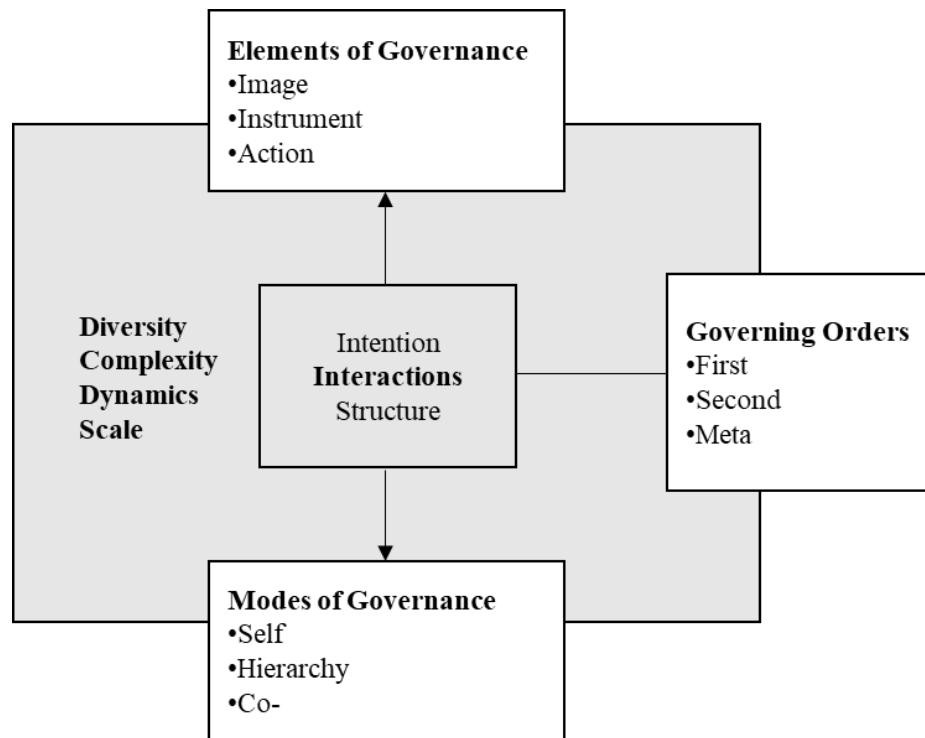 Elements of Governance
•Image
•Instrument
•Action
Diversity
Complexity
Dynamics
Scale
Intention
Interactions
Structure
Governing Orders
•First
•Second
•Meta
Modes of Governance
•Self
•Hierarchy
•Co-